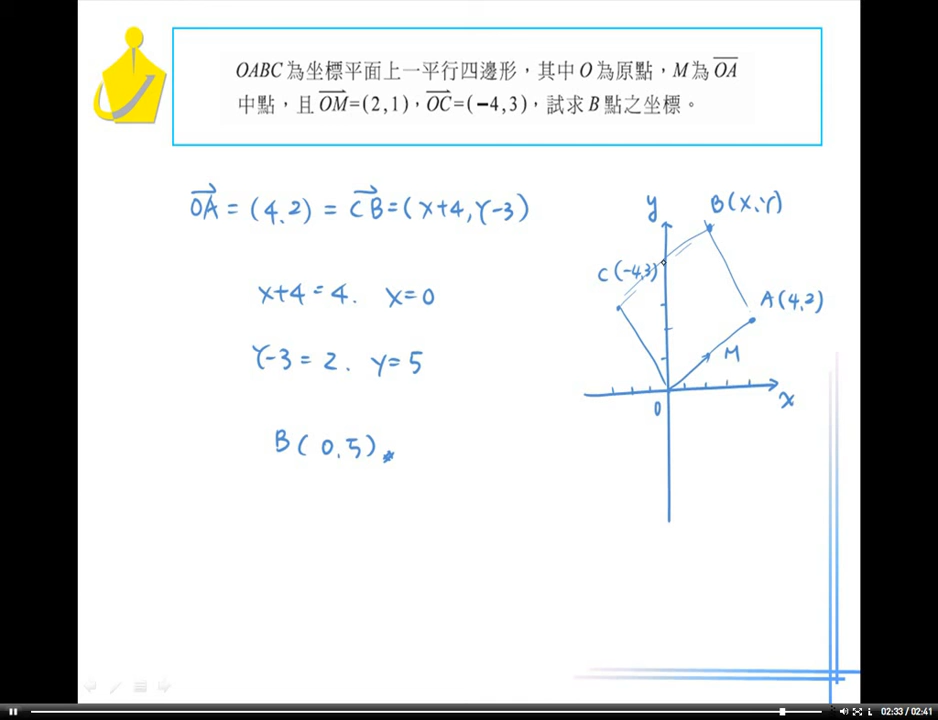 OABC為坐標平面上一平行四邊形，其中O為原點，M為OA
中點，且OM=(2,1)，OC=(−4,3)，試求B點之坐標。
OA = (4.2) = CB = (X+4, Y-3)
X+4 = 4. X=0
Y-3 = 2. Y=5
B( 0.5)
y
B(X,Y)
C(-4,3)
A(4,2)
M
O
x
02:33 / 02:41